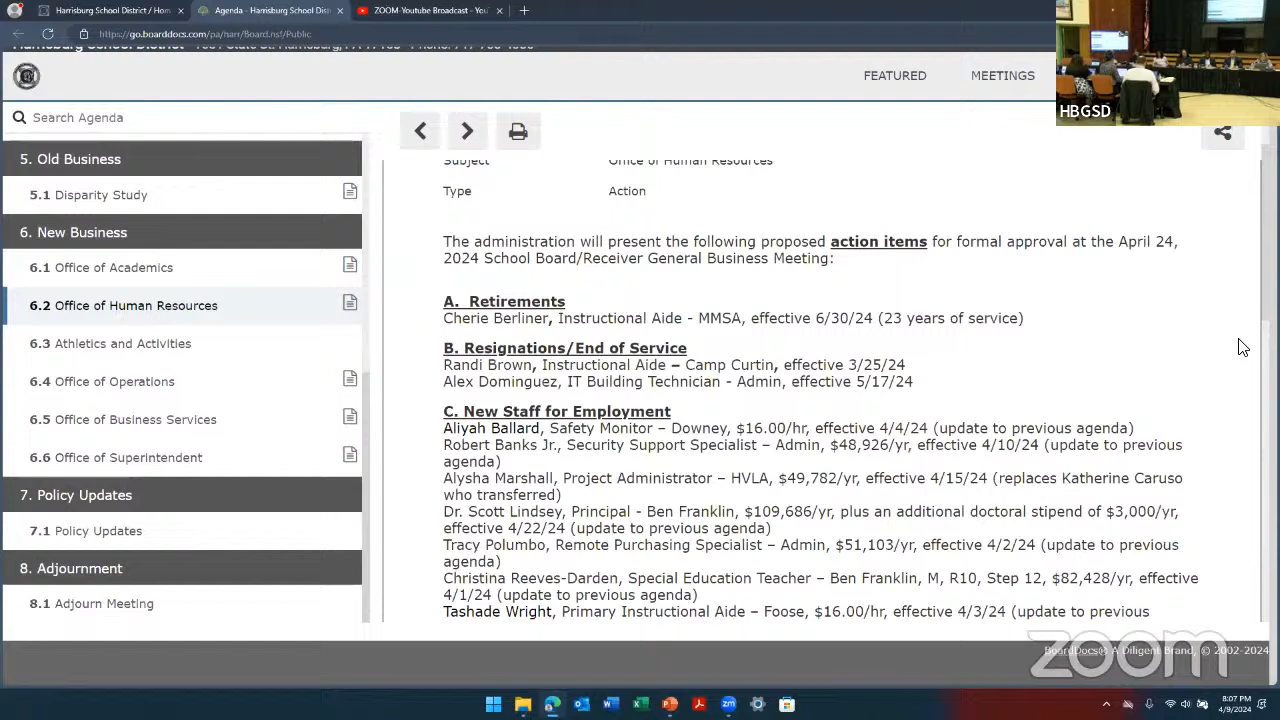 Harrisburg School District / Hom
Agenda - Harrisburg School Distr
ZOOM-Youtube Broadcast - You
https://go.boarddocs.com/pa/harr/Board.nsf/Public
FEATURED
MEETINGS
HBGSD
Search Agenda
5. Old Business
5.1 Disparity Study
6. New Business
6.1 Office of Academics
6.2 Office of Human Resources
6.3 Athletics and Activities
6.4 Office of Operations
6.5 Office of Business Services
6.6 Office of Superintendent
7. Policy Updates
7.1 Policy Updates
8. Adjournment
8.1 Adjourn Meeting
Subject Office of Human Resources
Type Action
The administration will present the following proposed action items for formal approval at the April 24,
2024 School Board/Receiver General Business Meeting:
A. Retirements
Cherie Berliner, Instructional Aide - MMSA, effective 6/30/24 (23 years of service)
B. Resignations/End of Service
Randi Brown, Instructional Aide – Camp Curtin, effective 3/25/24
Alex Dominguez, IT Building Technician - Admin, effective 5/17/24
C. New Staff for Employment
Aliyah Ballard, Safety Monitor – Downey, $16.00/hr, effective 4/4/24 (update to previous agenda)
Robert Banks Jr., Security Support Specialist – Admin, $48,926/yr, effective 4/10/24 (update to previous
agenda)
Alysha Marshall, Project Administrator – HVLA, $49,782/yr, effective 4/15/24 (replaces Katherine Caruso
who transferred)
Dr. Scott Lindsey, Principal - Ben Franklin, $109,686/yr, plus an additional doctoral stipend of $3,000/yr,
effective 4/22/24 (update to previous agenda)
Tracy Polumbo, Remote Purchasing Specialist – Admin, $51,103/yr, effective 4/2/24 (update to previous
agenda)
Christina Reeves-Darden, Special Education Teacher – Ben Franklin, M, R10, Step 12, $82,428/yr, effective
4/1/24 (update to previous agenda)
Tashade Wright, Primary Instructional Aide – Foose, $16.00/hr, effective 4/3/24 (update to previous
zoom
BoardDocs® A Diligent Brand, © 2002-2024
8:07 PM
4/9/2024